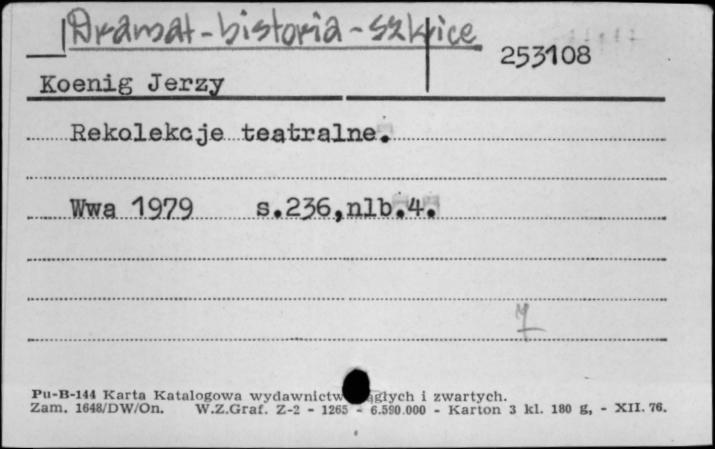 Dramat - historia - szkice
253108
Koenig Jerzy
Rekolekcje teatralne.
Wwa 1979 s.236,nlb.4.
Pu-B-144 Karta Katalogowa wydawnictw ciągłych i zwartych.
Zam. 1648/DW/On. W.Z.Graf. Z-2 - 1265 - 6.590.000 - Karton 3 kl. 180 g, - XII. 76.